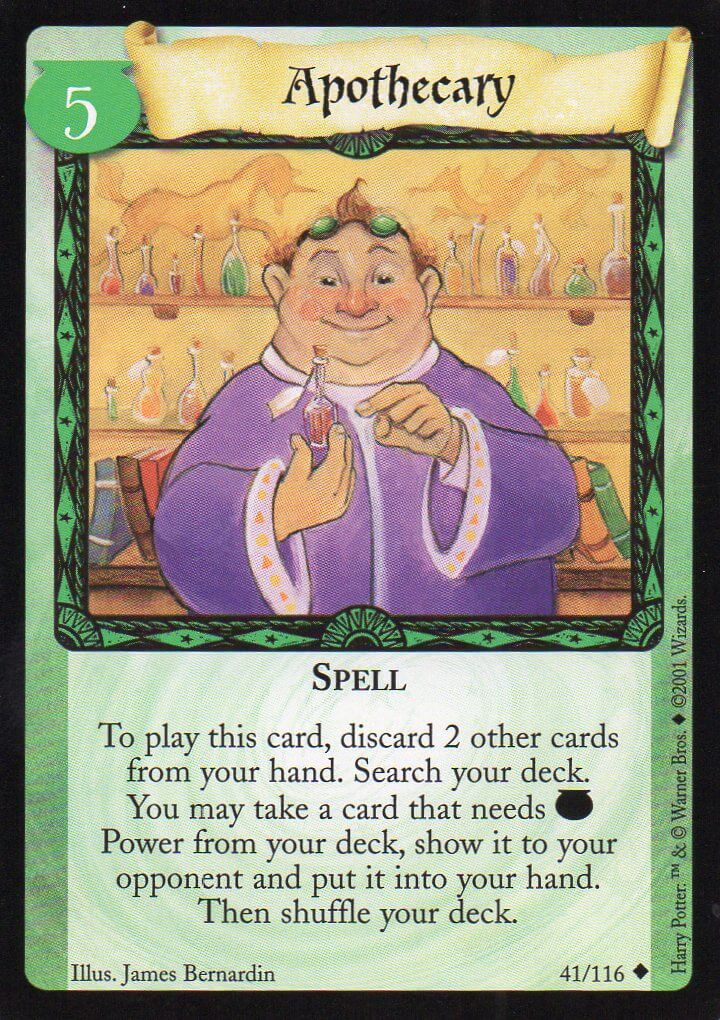 5
Apothecary
SPELL
To play this card, discard 2 other cards
from your hand. Search your deck.
You may take a card that needs
Power from your deck, show it to your
opponent and put it into your hand.
Then shuffle your deck.
Illus. James Bernardin
41/116 ◆
Harry Potter: ™ & © Warner Bros. ◆ ©2001 Wizards.